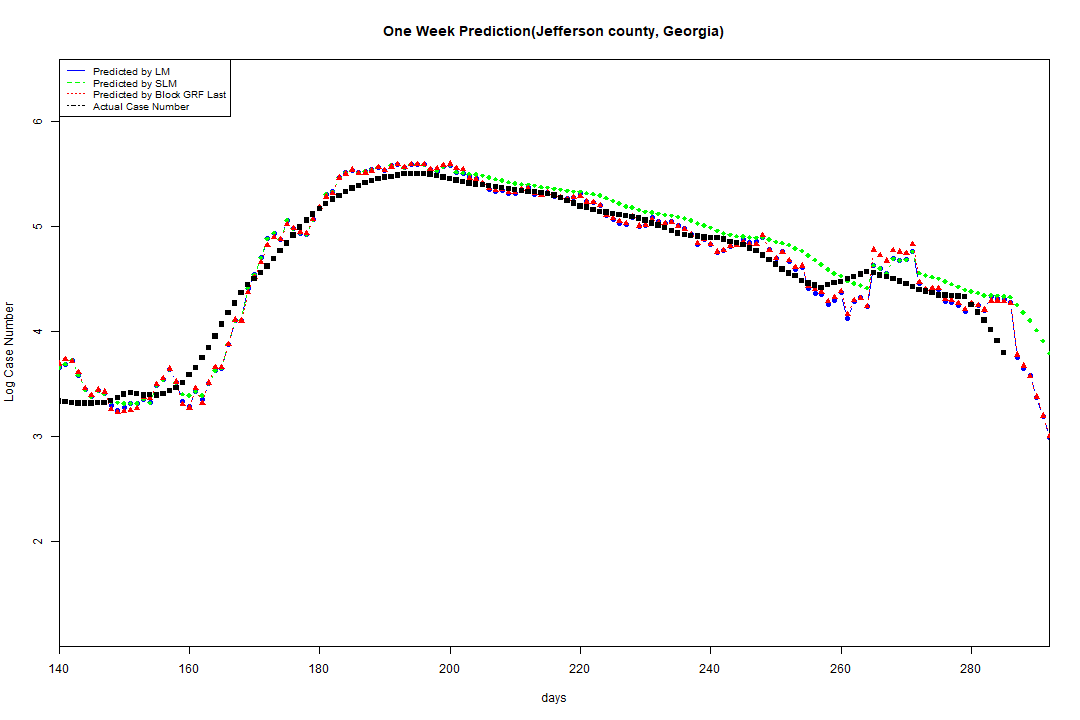 One Week Prediction(Jefferson county, Georgia)
Predicted by LM
Predicted by SLM
Predicted by Block GRF Last
Actual Case Number
6
5
4
3
2
Log Case Number
140 160 180 200 220 240 260 280
days